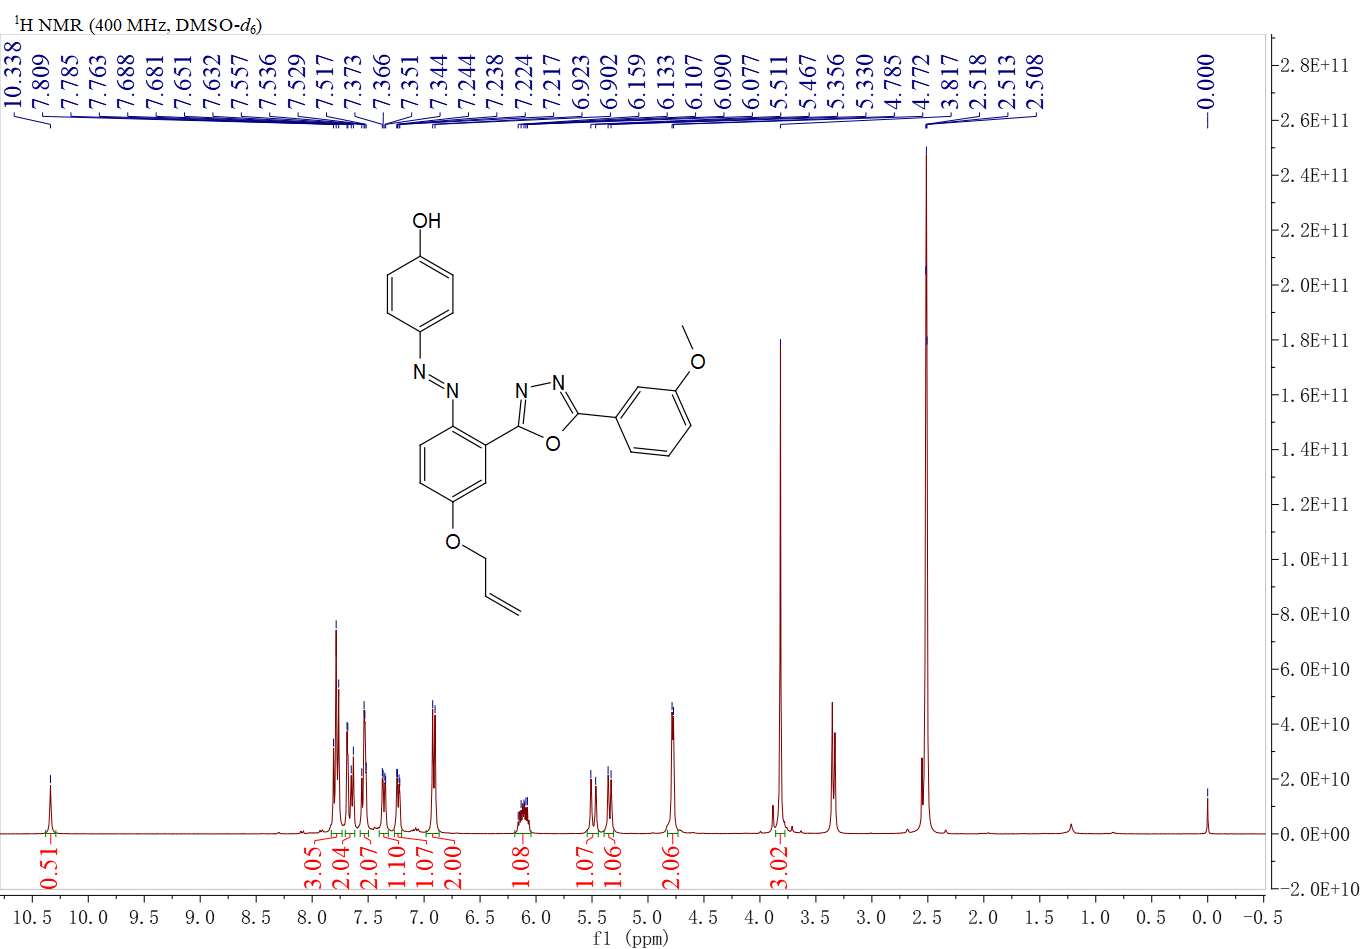 ¹H NMR (400 MHz, DMSO-d₆)
10.338
7.809
7.785
7.763
7.688
7.681
7.651
7.632
7.557
7.536
7.529
7.517
7.373
7.366
7.351
7.344
7.244
7.238
7.224
7.217
6.923
6.902
6.159
6.133
6.107
6.090
6.077
5.511
5.467
5.356
5.330
4.785
4.772
3.817
2.518
2.513
2.508
0.000
2.8E+11
2.6E+11
2.4E+11
2.2E+11
2.0E+11
1.8E+11
1.6E+11
1.4E+11
1.2E+11
1.0E+11
8.0E+10
6.0E+10
4.0E+10
2.0E+10
0.0E+00
-2.0E+10
OH
N
N
N
N
O
O
O
0.51
3.05
2.04
2.07
1.10
1.07
2.00
1.08
1.07
1.06
2.06
3.02
10.5 10.0 9.5 9.0 8.5 8.0 7.5 7.0 6.5 6.0 5.5 5.0 4.5 4.0 3.5 3.0 2.5 2.0 1.5 1.0 0.5 0.0 -0.5
f1 (ppm)